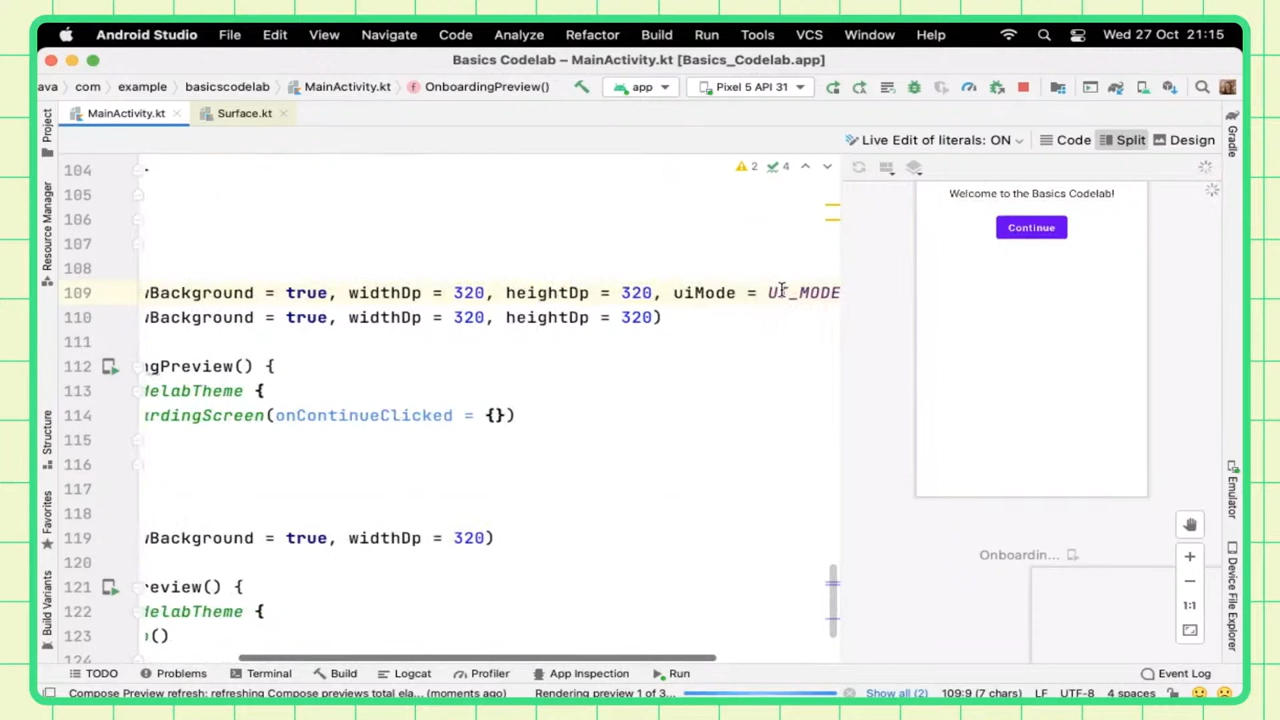 Android Studio File Edit View Navigate Code Analyze Refactor Build Run Tools VCS Window Help Wed 27 Oct 21:15
Basics Codelab – MainActivity.kt [Basics_Codelab.app]
ava com example basicscodelab MainActivity.kt OnboardingPreview() app Pixel 5 API 31
MainActivity.kt Surface.kt
Live Edit of literals: ON Code Split Design
2 4
104
105
106
107
108
109 Background = true, widthDp = 320, heightDp = 320, uiMode = UI_MODE
110 Background = true, widthDp = 320, heightDp = 320)
111
112 ngPreview() {
113 delabTheme {
114 ardingScreen(onContinueClicked = {})
115
116
117
118
119 Background = true, widthDp = 320)
120
121 review() {
122 delabTheme {
123 ()
124
Welcome to the Basics Codelab!
Continue
Onboardin...
1:1
Project
Resource Manager
Structure
Favorites
Build Variants
Gradle
Emulator
Device File Explorer
TODO Problems Terminal Build Logcat Profiler App Inspection Run Event Log
Compose Preview refresh: refreshing Compose previews total ela... (moments ago) Rendering preview 1 of 3... Show all (2) 109:9 (7 chars) LF UTF-8 4 spaces